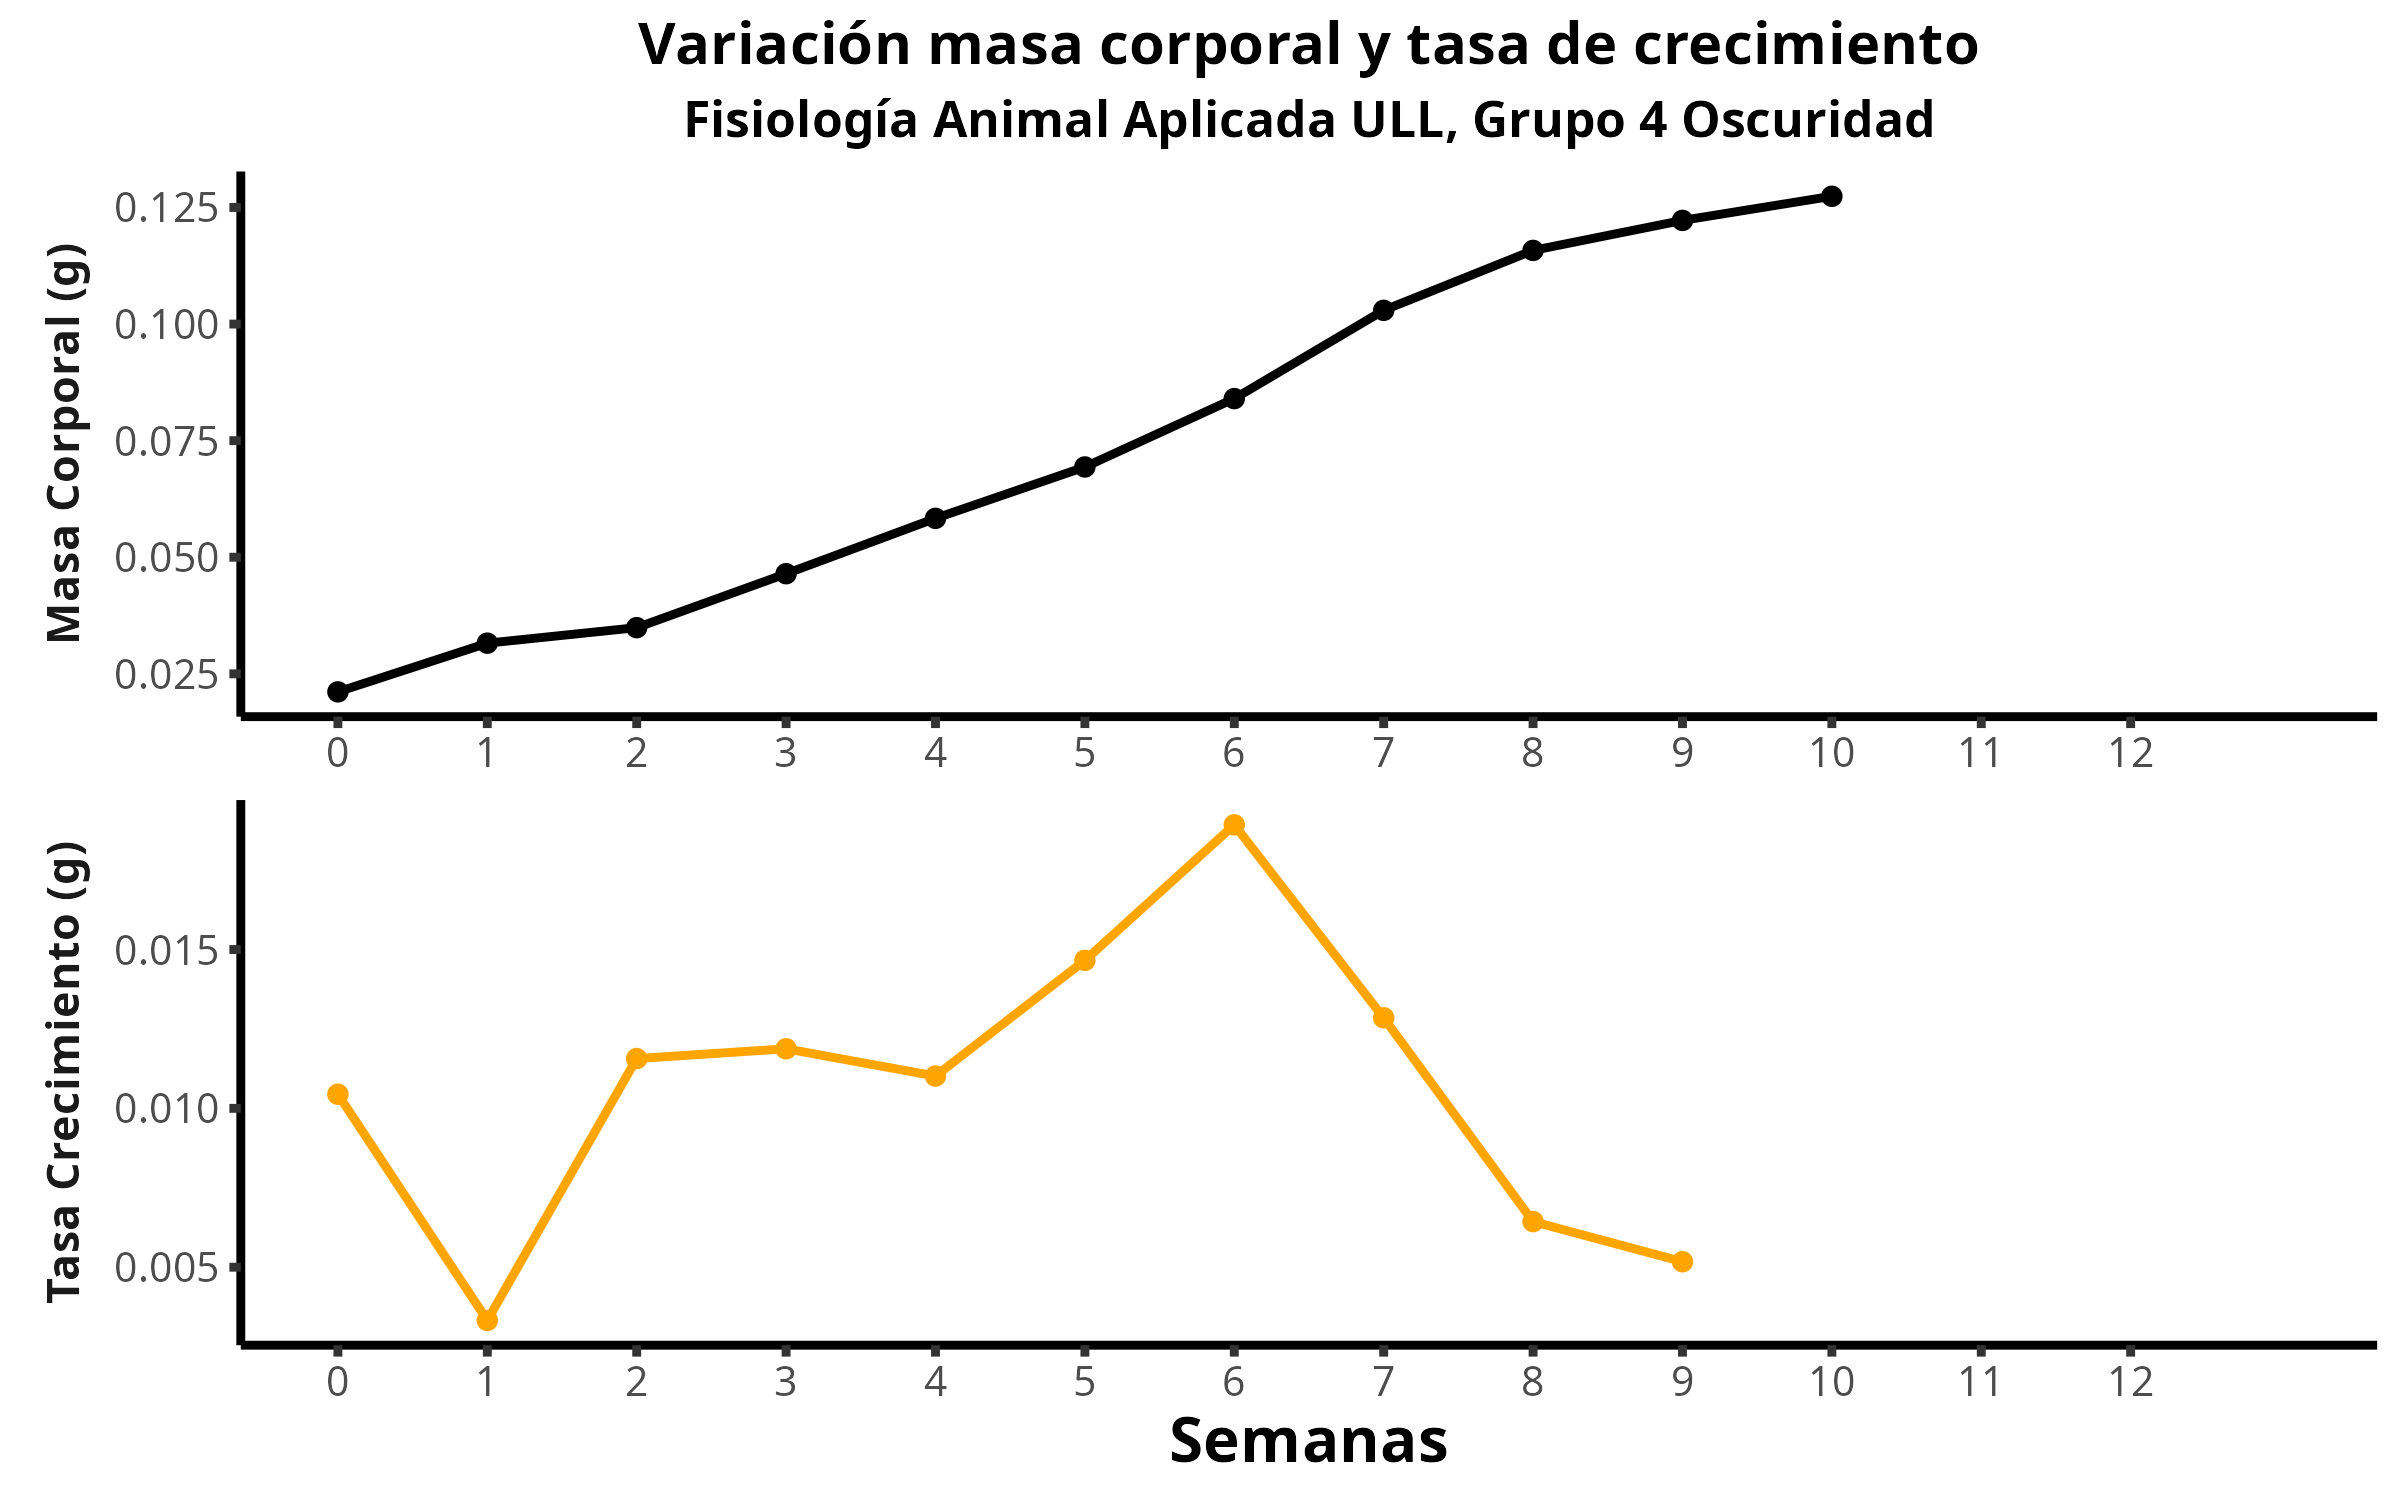 Variación masa corporal y tasa de crecimiento
Fisiología Animal Aplicada ULL, Grupo 4 Oscuridad
Masa Corporal (g)
0.125
0.100
0.075
0.050
0.025
0 1 2 3 4 5 6 7 8 9 10 11 12
Tasa Crecimiento (g)
0.015
0.010
0.005
0 1 2 3 4 5 6 7 8 9 10 11 12
Semanas